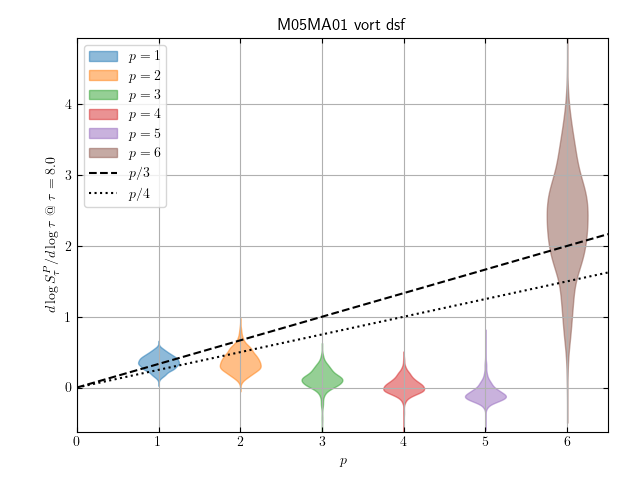 M05MA01 vort dsf
p = 1
p = 2
p = 3
p = 4
p = 5
p = 6
p/3
p/4
d log S_τ^P / d log τ @ τ = 8.0
4
3
2
1
0
0 1 2 3 4 5 6
p